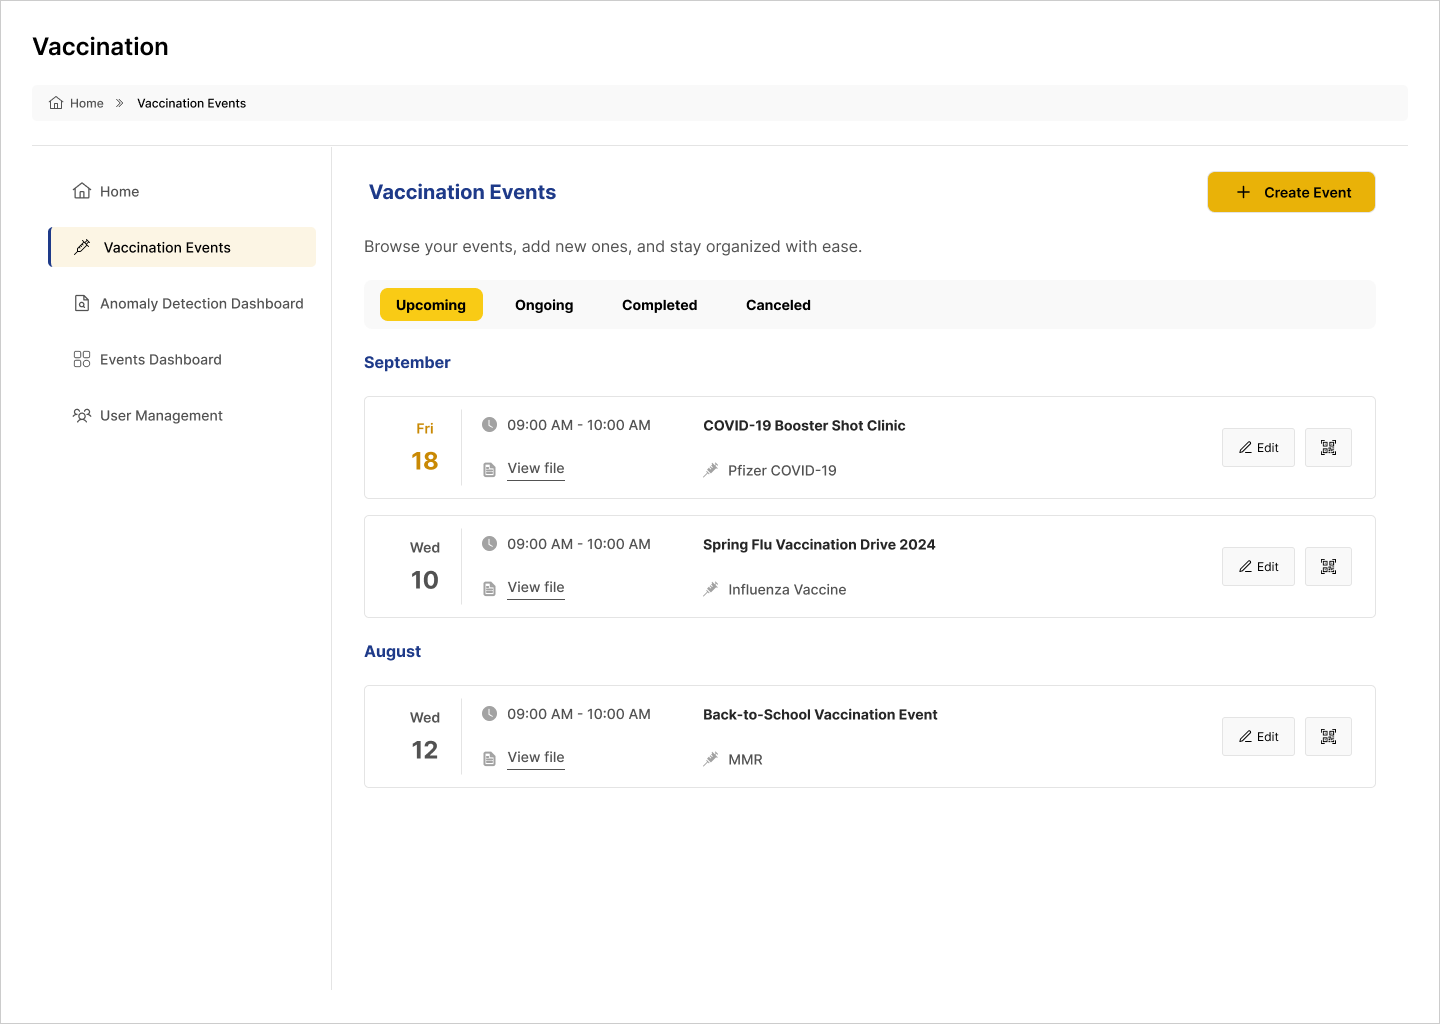 Vaccination
Home
Vaccination Events
Home
Vaccination Events
Anomaly Detection Dashboard
Events Dashboard
User Management
Vaccination Events
Create Event
Browse your events, add new ones, and stay organized with ease.
Upcoming
Ongoing
Completed
Canceled
September
Fri
18
09:00 AM - 10:00 AM
View file
COVID-19 Booster Shot Clinic
Pfizer COVID-19
Edit
Wed
10
09:00 AM - 10:00 AM
View file
Spring Flu Vaccination Drive 2024
Influenza Vaccine
Edit
August
Wed
12
09:00 AM - 10:00 AM
View file
Back-to-School Vaccination Event
MMR
Edit